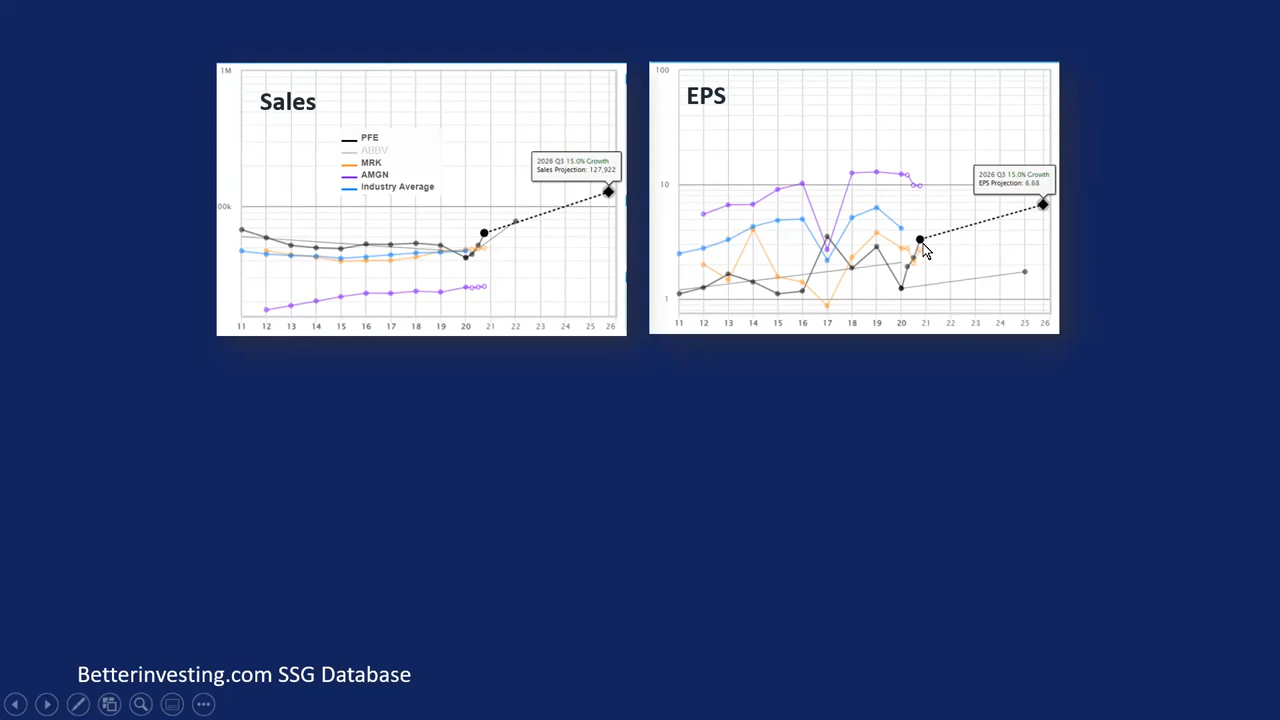 Sales
1M
00k
PFE
ABBV
MRK
AMGN
Industry Average
2026 Q3 15.0% Growth
Sales Projection: 127,922
11 12 13 14 15 16 17 18 19 20 21 22 23 24 25 26
EPS
100
10
1
2026 Q3 15.0% Growth
EPS Projection: 6.68
11 12 13 14 15 16 17 18 19 20 21 22 23 24 25 26
Betterinvesting.com SSG Database